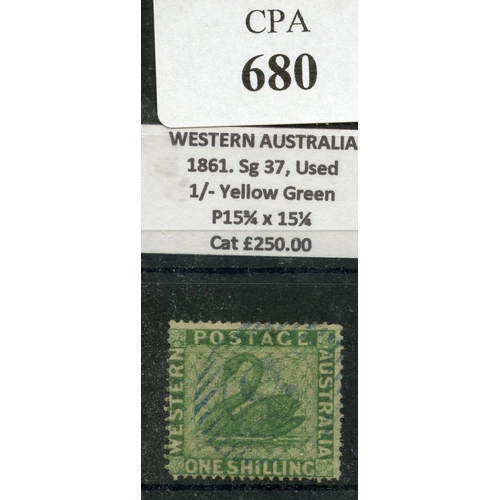 CPA
680
WESTERN AUSTRALIA
1861. Sg 37, Used
1/- Yellow Green
P15¾ x 15¼
Cat £250.00
POSTAGE
WESTERN
AUSTRALIA
ONE SHILLING